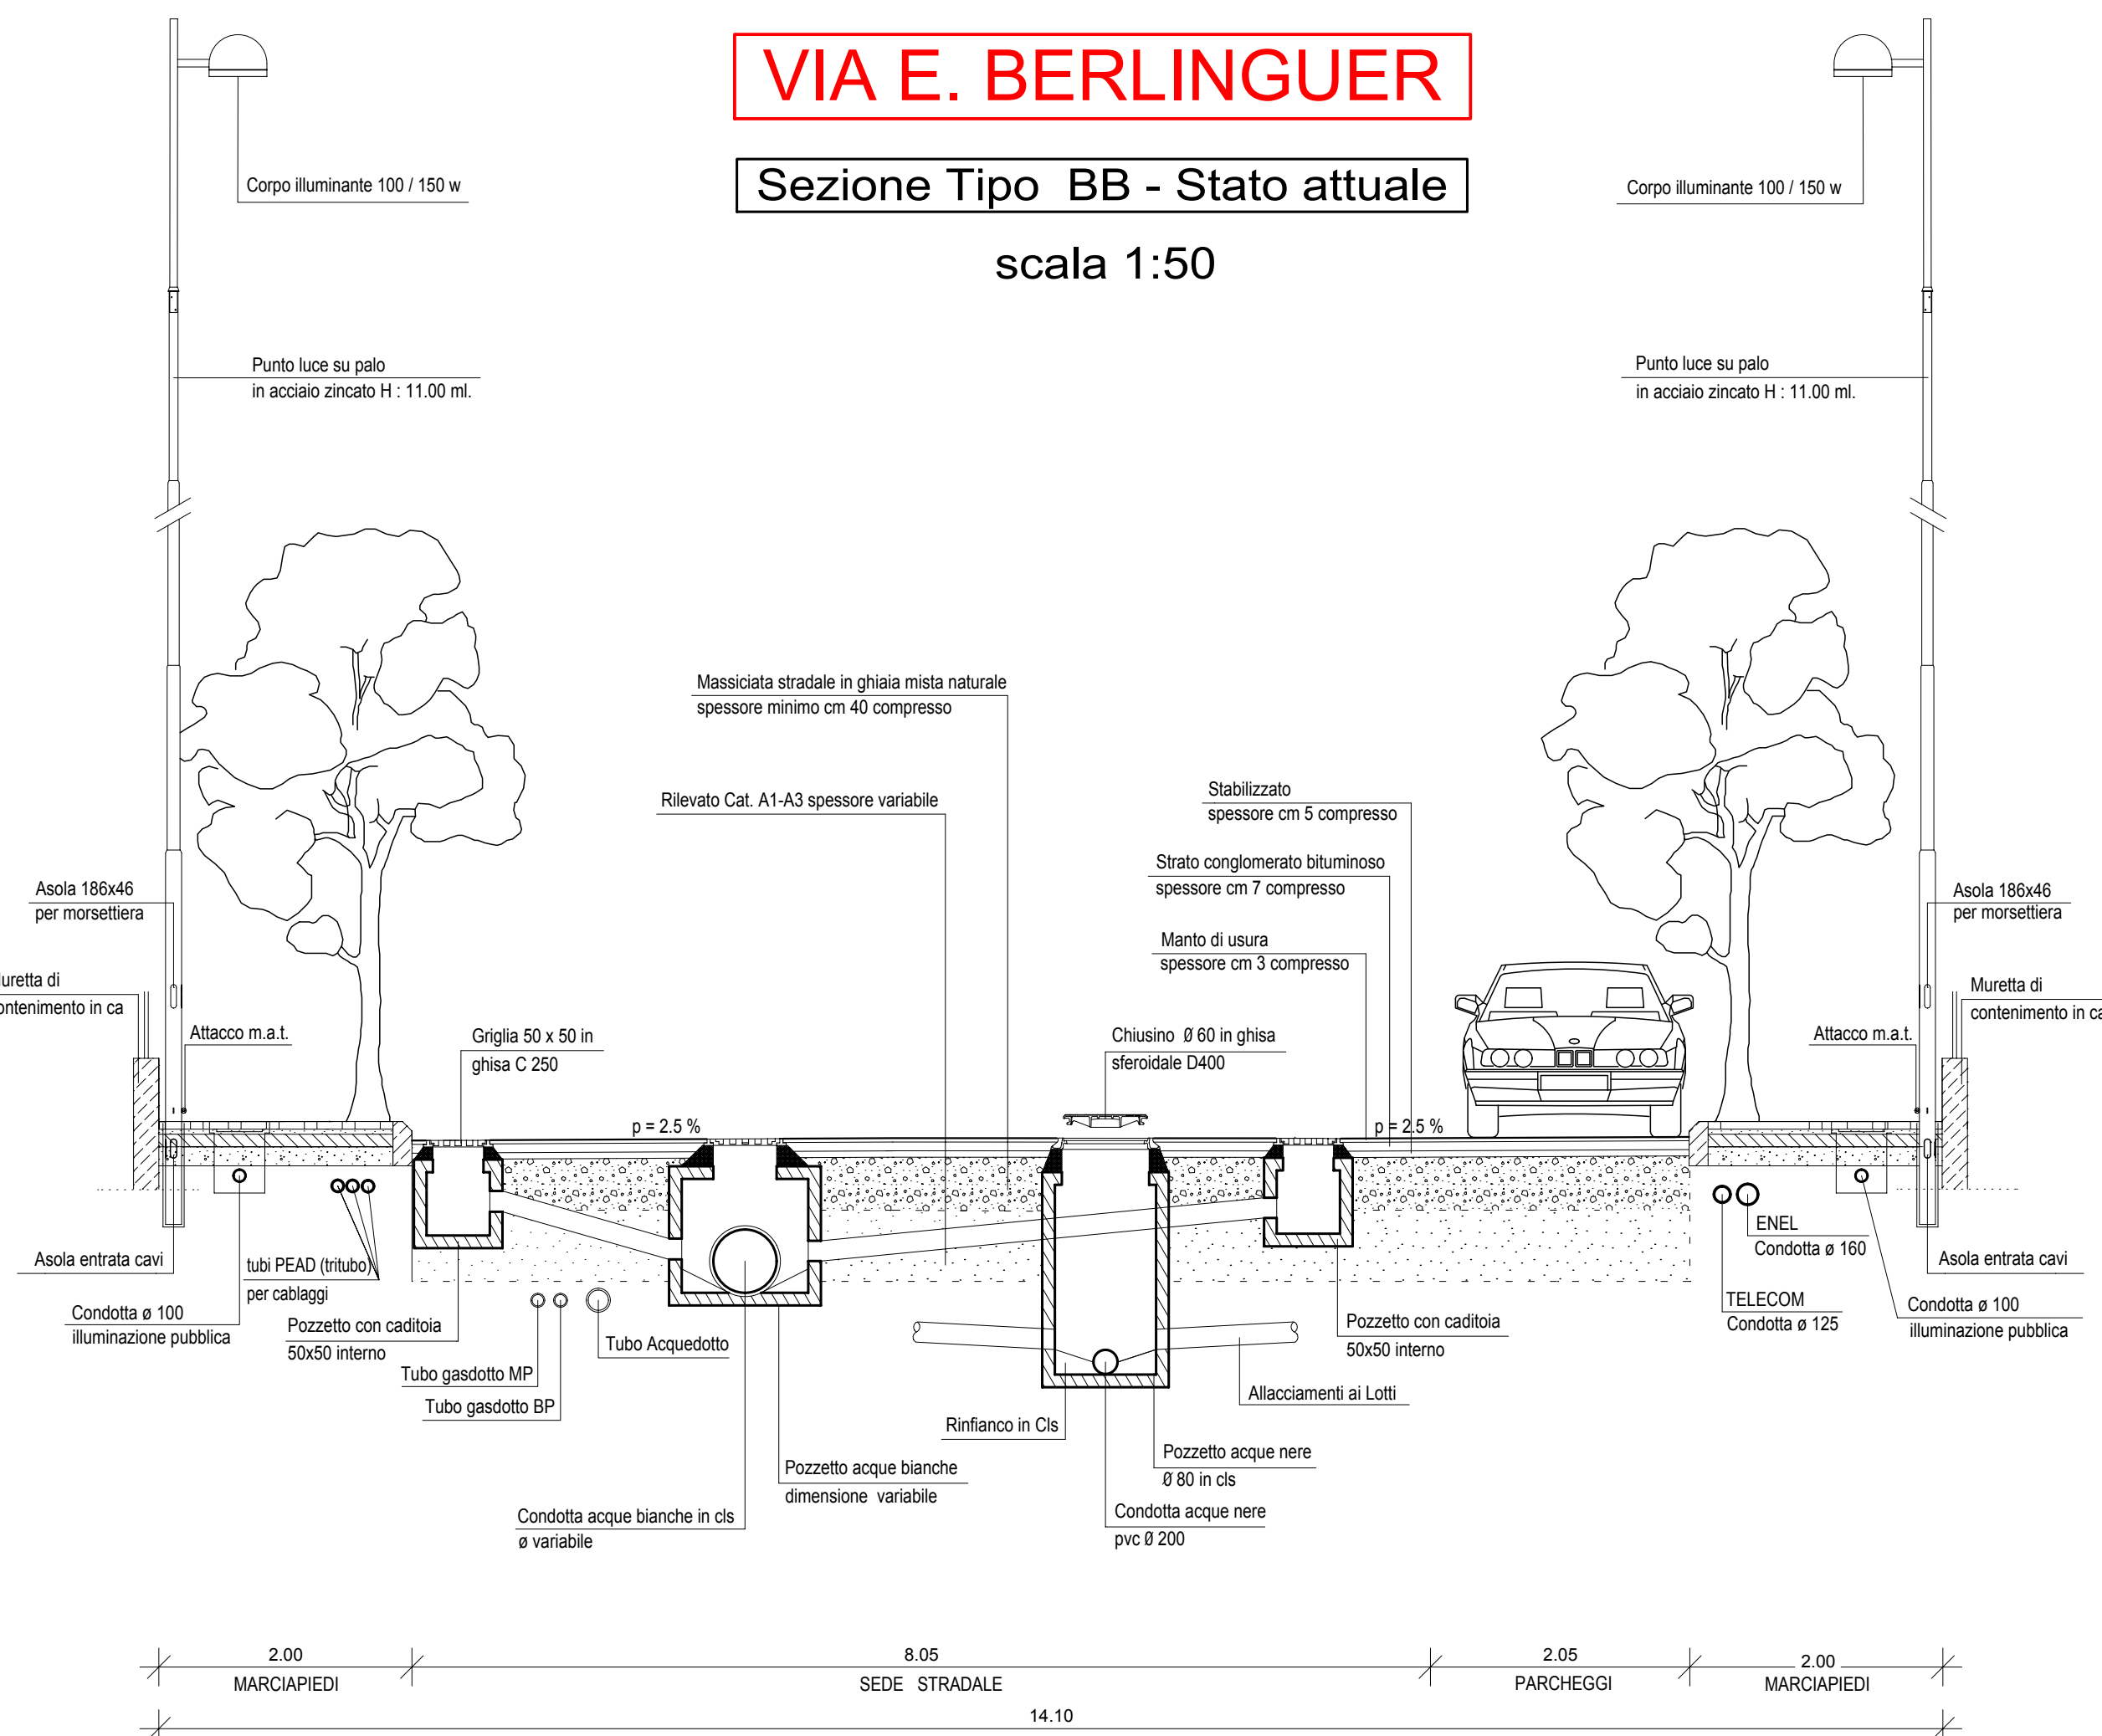 VIA E. BERLINGUER
Sezione Tipo BB - Stato attuale
scala 1:50
Corpo illuminante 100 / 150 w
Corpo illuminante 100 / 150 w
Punto luce su palo
in acciaio zincato H : 11.00 ml.
Punto luce su palo
in acciaio zincato H : 11.00 ml.
Massiciata stradale in ghiaia mista naturale
spessore minimo cm 40 compresso
Rilevato Cat. A1-A3 spessore variabile
Stabilizzato
spessore cm 5 compresso
Strato conglomerato bituminoso
spessore cm 7 compresso
Manto di usura
spessore cm 3 compresso
Asola 186x46
per morsettiera
Asola 186x46
per morsettiera
uretta di
ontenimento in ca
Muretta di
contenimento in ca
Attacco m.a.t.
Attacco m.a.t.
Griglia 50 x 50 in
ghisa C 250
Chiusino Ø 60 in ghisa
sferoidale D400
p = 2.5 %
p = 2.5 %
Asola entrata cavi
tubi PEAD (tritubo)
per cablaggi
Condotta ø 100
illuminazione pubblica
Pozzetto con caditoia
50x50 interno
Tubo gasdotto MP
Tubo gasdotto BP
Tubo Acquedotto
Pozzetto acque bianche
dimensione variabile
Condotta acque bianche in cls
ø variabile
Rinfianco in Cls
Pozzetto acque nere
Ø 80 in cls
Condotta acque nere
pvc Ø 200
Allacciamenti ai Lotti
Pozzetto con caditoia
50x50 interno
ENEL
Condotta ø 160
TELECOM
Condotta ø 125
Asola entrata cavi
Condotta ø 100
illuminazione pubblica
2.00
MARCIAPIEDI
8.05
SEDE STRADALE
2.05
PARCHEGGI
2.00
MARCIAPIEDI
14.10